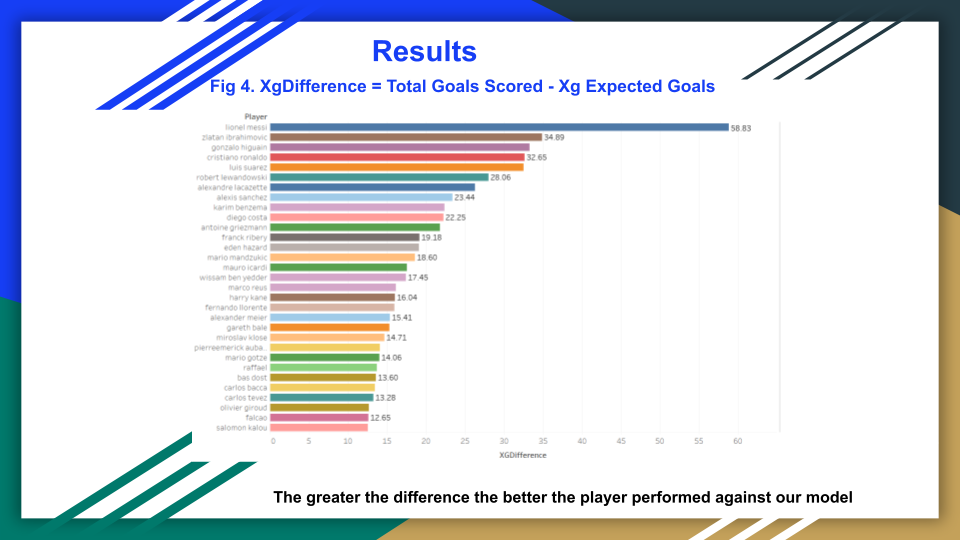 Results
Fig 4. XgDifference = Total Goals Scored - Xg Expected Goals
Player
lionel messi 58.83
zlatan ibrahimovic 34.89
gonzalo higuain
cristiano ronaldo 32.65
luis suarez
robert lewandowski 28.06
alexandre lacazette
alexis sanchez 23.44
karim benzema
diego costa 22.25
antoine griezmann
franck ribery 19.18
eden hazard
mario mandzukic 18.60
mauro icardi
wissam ben yedder 17.45
marco reus
harry kane 16.04
fernando llorente
alexander meier 15.41
gareth bale
miroslav klose 14.71
pierreemerick auba..
mario gotze 14.06
raffael
bas dost 13.60
carlos bacca
carlos tevez 13.28
olivier giroud
falcao 12.65
salomon kalou
0 5 10 15 20 25 30 35 40 45 50 55 60
XGDifference
The greater the difference the better the player performed against our model